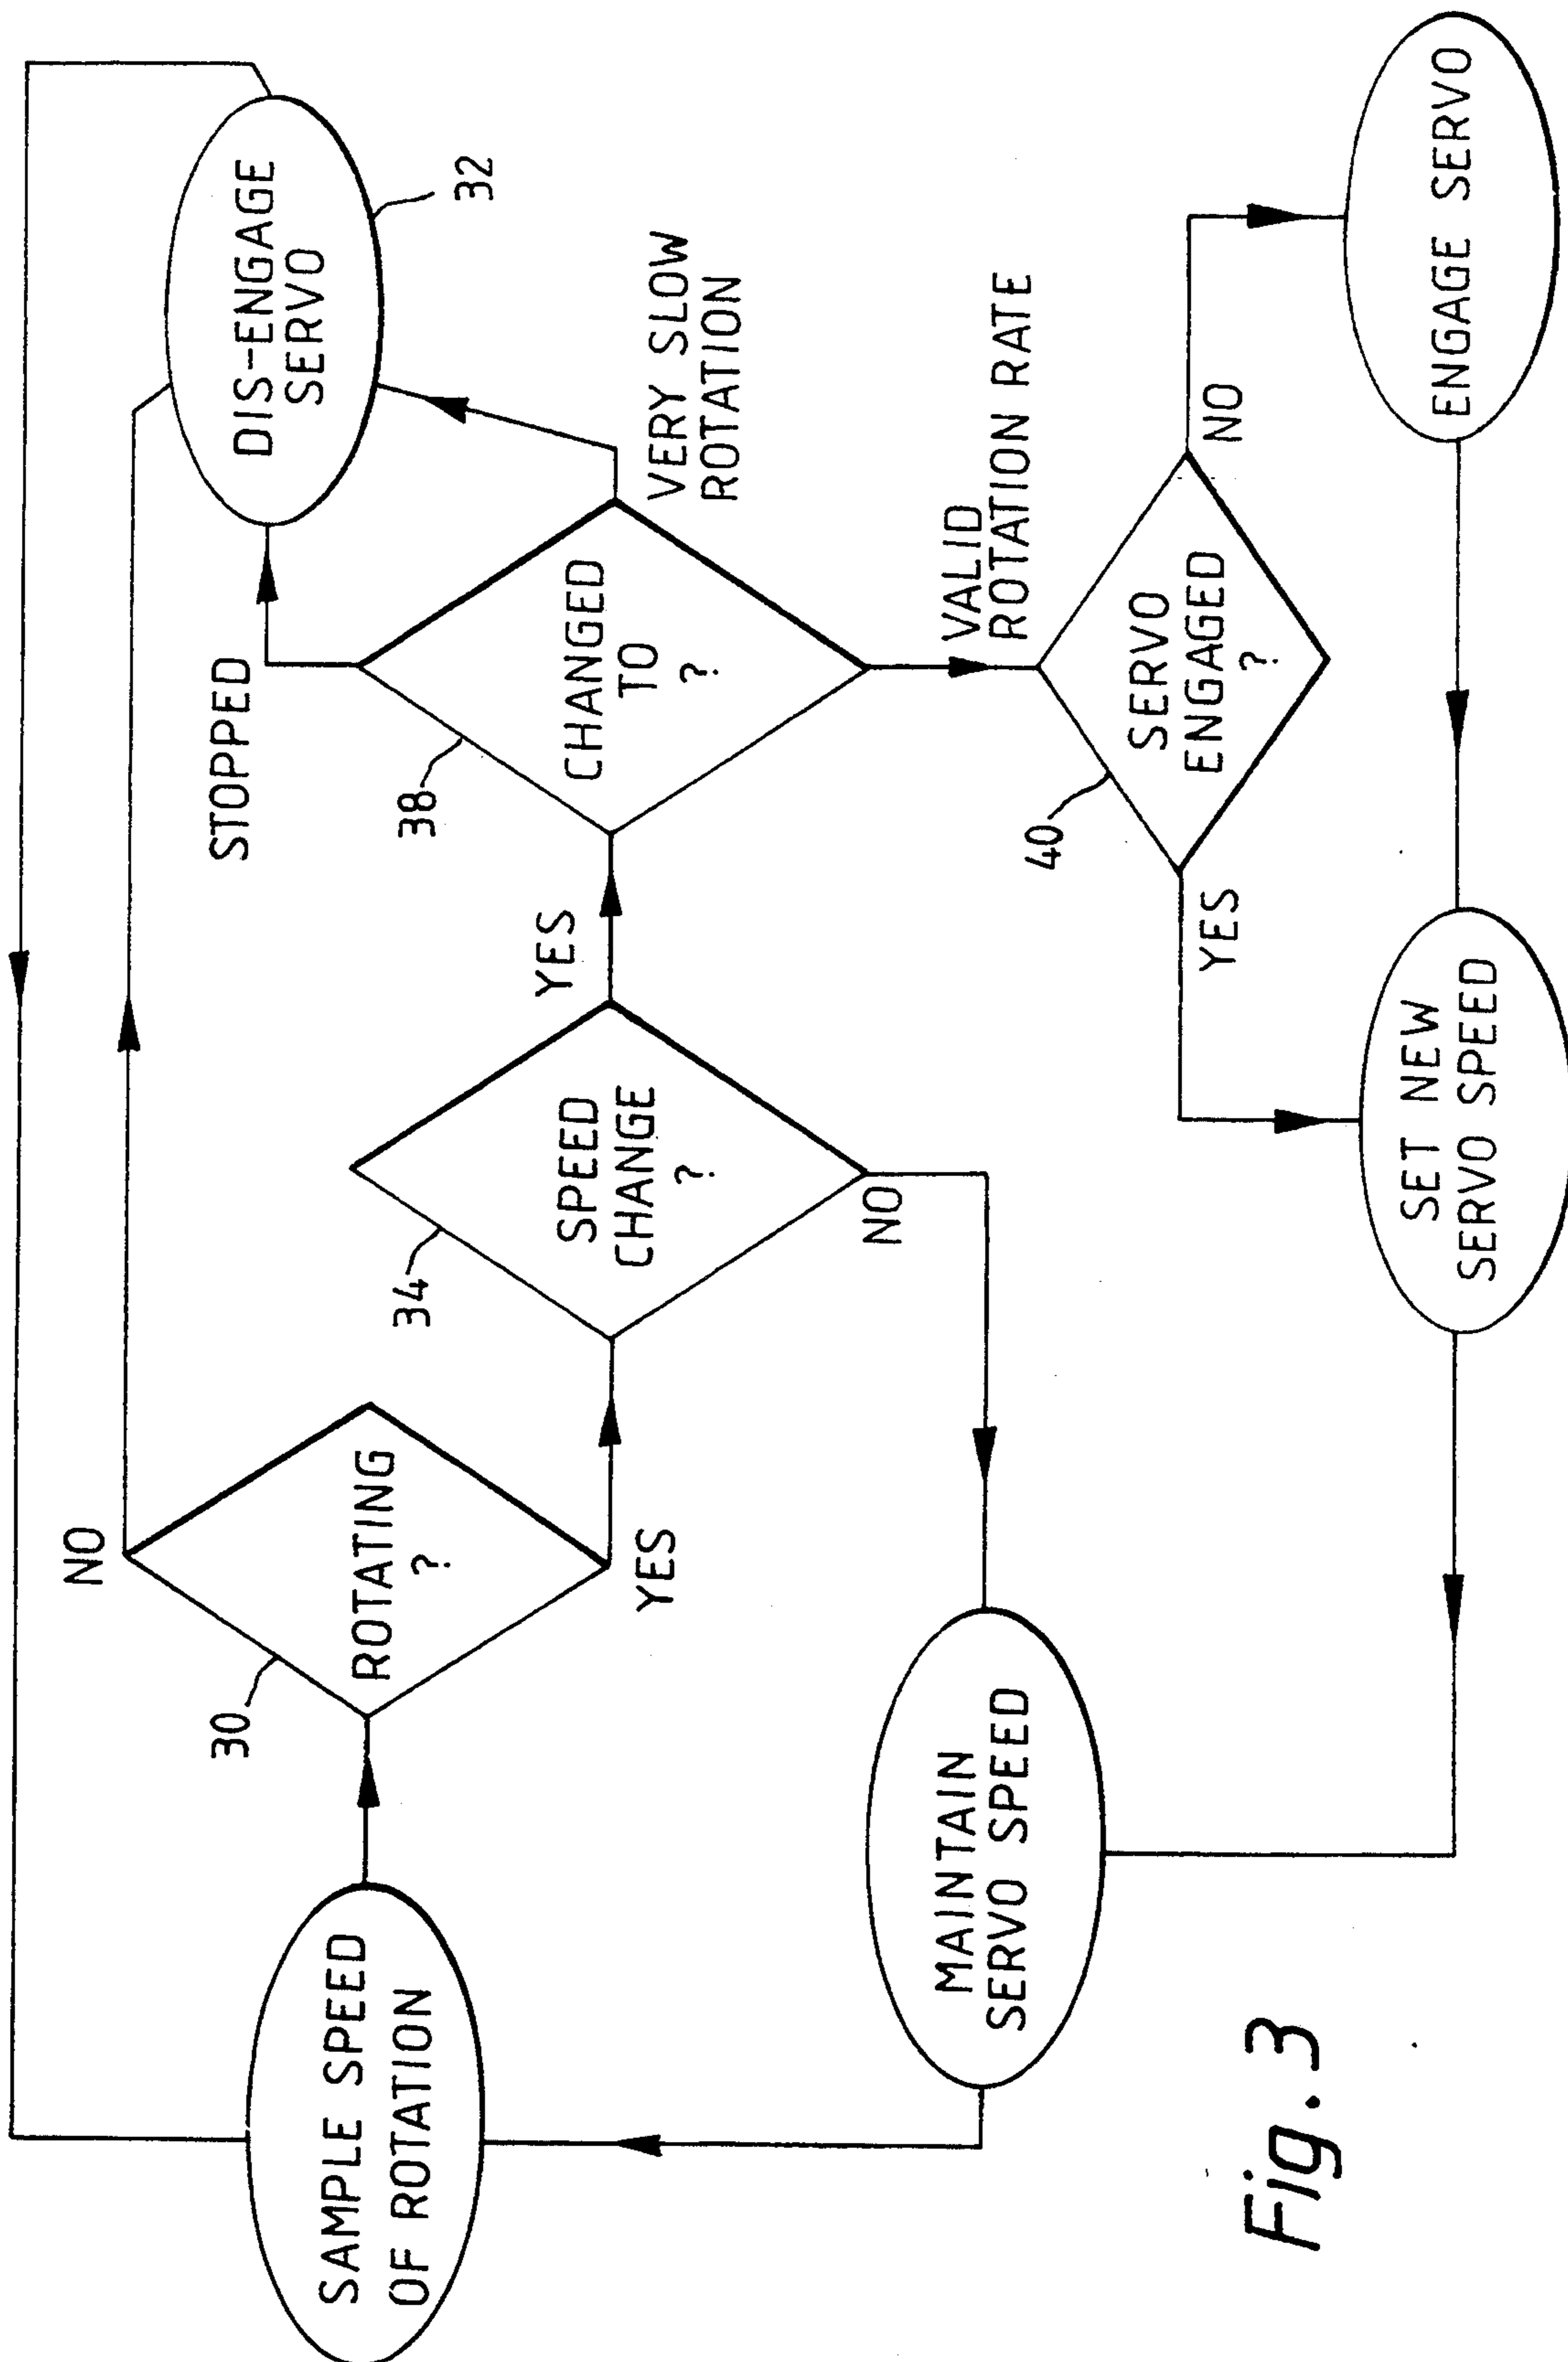 SAMPLE SPEED
OF ROTATION
30
ROTATING
?
NO
YES
34
SPEED
CHANGE
?
YES
NO
38
CHANGED
TO
?
STOPPED
DIS-ENGAGE
SERVO
32
VERY SLOW
ROTATION
VALID
ROTATION RATE
40
SERVO
ENGAGED
?
YES
NO
MAINTAIN
SERVO SPEED
SET NEW
SERVO SPEED
ENGAGE SERVO
Fig. 3